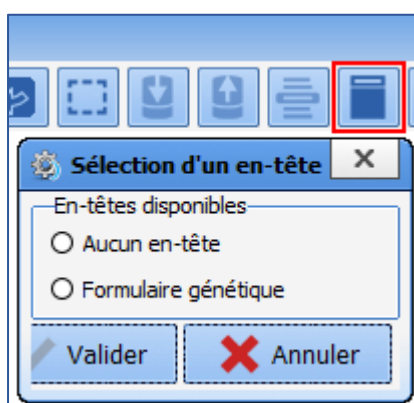 Sélection d'un en-tête
En-têtes disponibles
Aucun en-tête
Formulaire génétique
Valider
Annuler